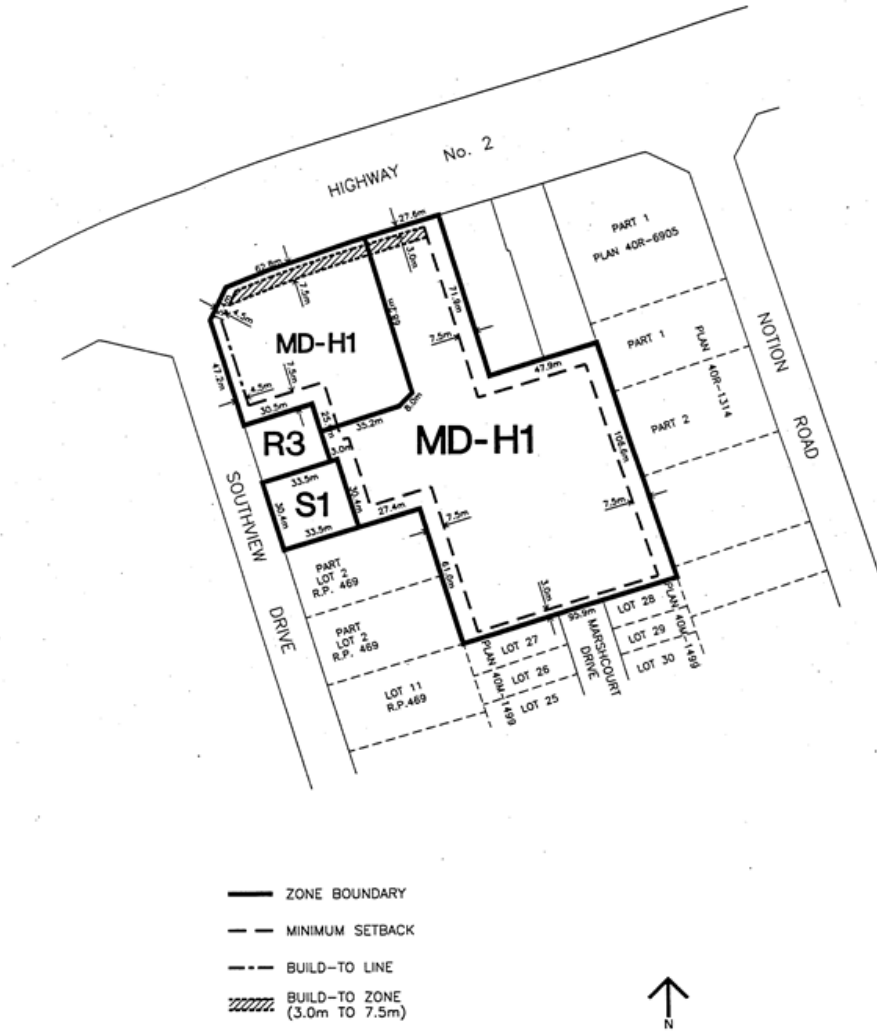 HIGHWAY No. 2
27.6m
62.8m
3.0m
7.5m
4.5m
71.9m
PART 1
PLAN 40R-6905
MD-H1
7.5m
47.2m
4.5m
7.5m
47.9m
PART 1
PLAN 40R-1314
NOTION ROAD
30.5m
35.2m
8.0m
R3
MD-H1
PART 2
3.0m
106.6m
33.5m
S1
30.4m
30.4m
33.5m
27.4m
7.5m
7.5m
SOUTHVIEW DRIVE
PART
LOT 2
R.P. 469
61.0m
3.0m
95.9m
PART
LOT 2
R.P. 469
LOT 27
LOT 26
LOT 25
PLAN 40M-1499
MARSHCOURT
DRIVE
LOT 28
LOT 29
LOT 30
PLAN 40M-1499
LOT 11
R.P.469
ZONE BOUNDARY
MINIMUM SETBACK
BUILD-TO LINE
BUILD-TO ZONE
(3.0m TO 7.5m)
N